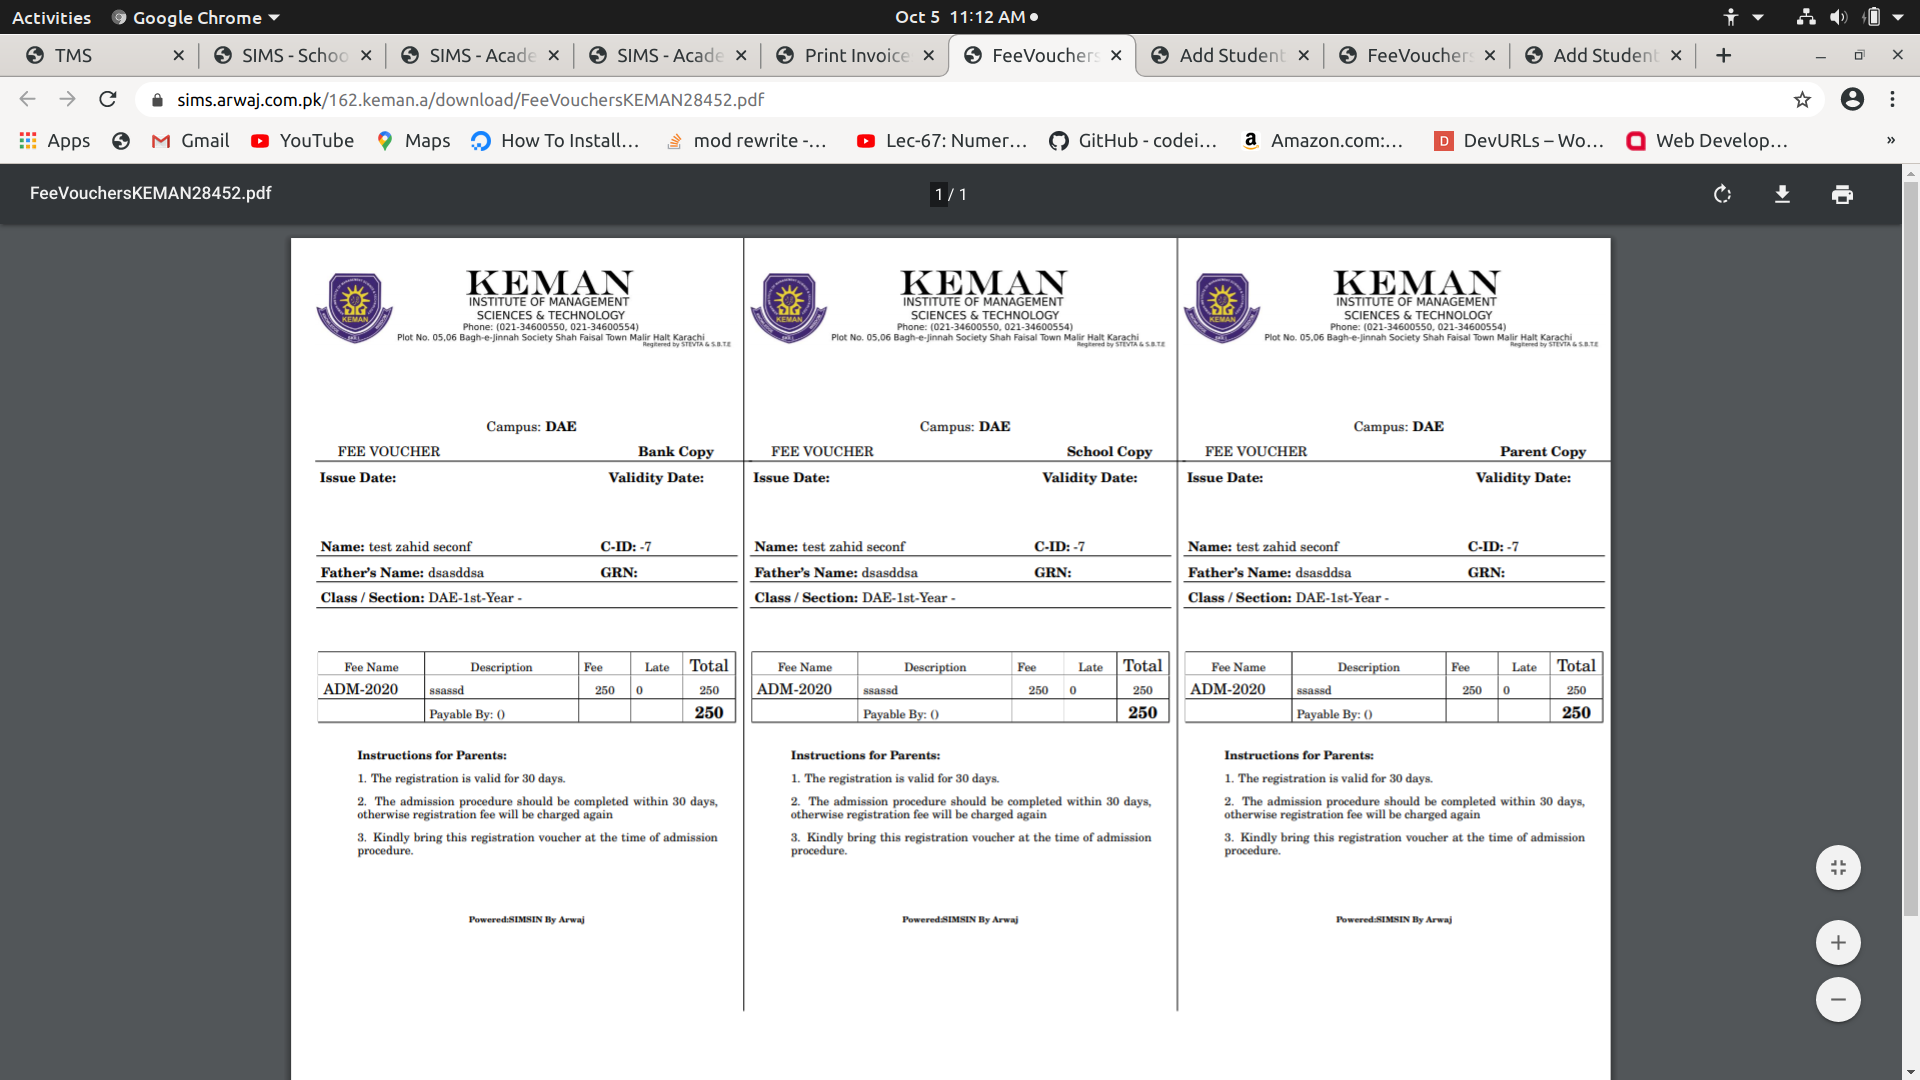 Activities Google Chrome Oct 5 11:12 AM
TMS SIMS - Schoo SIMS - Acade SIMS - Acade Print Invoice FeeVouchers Add Student FeeVouchers Add Student
sims.arwaj.com.pk/162.keman.a/download/FeeVouchersKEMAN28452.pdf
Apps Gmail YouTube Maps How To Install... mod rewrite -... Lec-67: Numer... GitHub - codei... Amazon.com:... DevURLs – Wo... Web Develop... »
FeeVouchersKEMAN28452.pdf 1 / 1
KEMAN
INSTITUTE OF MANAGEMENT
SCIENCES & TECHNOLOGY
Phone: (021-34600550, 021-34600554)
Plot No. 05,06 Bagh-e-Jinnah Society Shah Faisal Town Malir Halt Karachi
Regitered by STEVTA & S.B.T.E
KEMAN
Campus: DAE
FEE VOUCHER Bank Copy
Issue Date: Validity Date:
Name: test zahid seconf C-ID: -7
Father's Name: dsasddsa GRN:
Class / Section: DAE-1st-Year -
Fee Name Description Fee Late Total
ADM-2020 ssassd 250 0 250
Payable By: () 250
Instructions for Parents:
1. The registration is valid for 30 days.
2. The admission procedure should be completed within 30 days,
otherwise registration fee will be charged again
3. Kindly bring this registration voucher at the time of admission
procedure.
Powered:SIMSIN By Arwaj
KEMAN
INSTITUTE OF MANAGEMENT
SCIENCES & TECHNOLOGY
Phone: (021-34600550, 021-34600554)
Plot No. 05,06 Bagh-e-Jinnah Society Shah Faisal Town Malir Halt Karachi
Regitered by STEVTA & S.B.T.E
KEMAN
Campus: DAE
FEE VOUCHER School Copy
Issue Date: Validity Date:
Name: test zahid seconf C-ID: -7
Father's Name: dsasddsa GRN:
Class / Section: DAE-1st-Year -
Fee Name Description Fee Late Total
ADM-2020 ssassd 250 0 250
Payable By: () 250
Instructions for Parents:
1. The registration is valid for 30 days.
2. The admission procedure should be completed within 30 days,
otherwise registration fee will be charged again
3. Kindly bring this registration voucher at the time of admission
procedure.
Powered:SIMSIN By Arwaj
KEMAN
INSTITUTE OF MANAGEMENT
SCIENCES & TECHNOLOGY
Phone: (021-34600550, 021-34600554)
Plot No. 05,06 Bagh-e-Jinnah Society Shah Faisal Town Malir Halt Karachi
Regitered by STEVTA & S.B.T.E
KEMAN
Campus: DAE
FEE VOUCHER Parent Copy
Issue Date: Validity Date:
Name: test zahid seconf C-ID: -7
Father's Name: dsasddsa GRN:
Class / Section: DAE-1st-Year -
Fee Name Description Fee Late Total
ADM-2020 ssassd 250 0 250
Payable By: () 250
Instructions for Parents:
1. The registration is valid for 30 days.
2. The admission procedure should be completed within 30 days,
otherwise registration fee will be charged again
3. Kindly bring this registration voucher at the time of admission
procedure.
Powered:SIMSIN By Arwaj